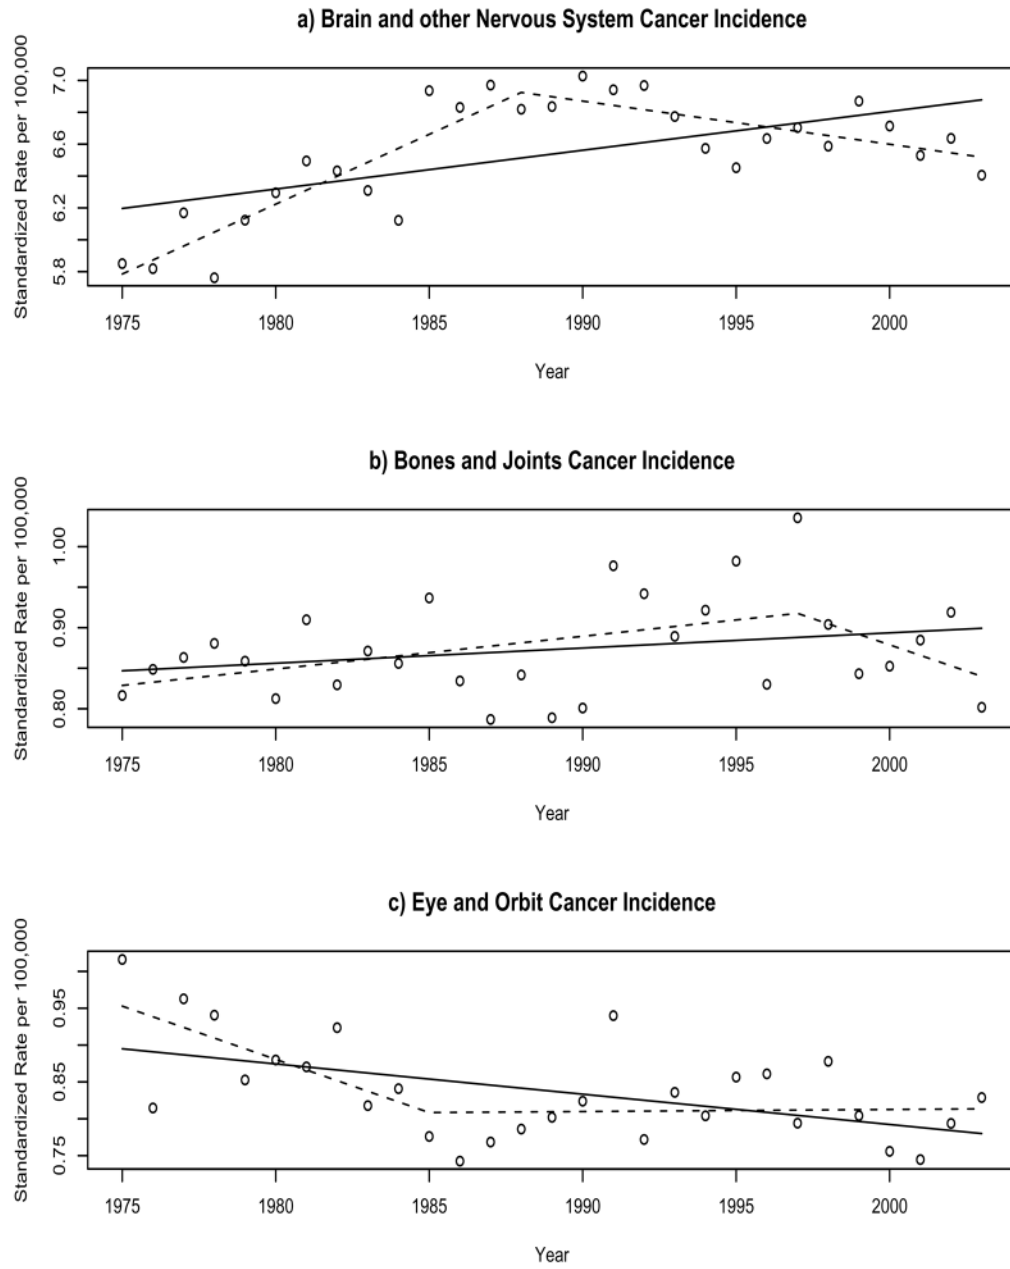 a) Brain and other Nervous System Cancer Incidence
Standardized Rate per 100,000
7.0
6.6
6.2
5.8
1975 1980 1985 1990 1995 2000
Year
b) Bones and Joints Cancer Incidence
Standardized Rate per 100,000
1.00
0.90
0.80
1975 1980 1985 1990 1995 2000
Year
c) Eye and Orbit Cancer Incidence
Standardized Rate per 100,000
0.95
0.85
0.75
1975 1980 1985 1990 1995 2000
Year